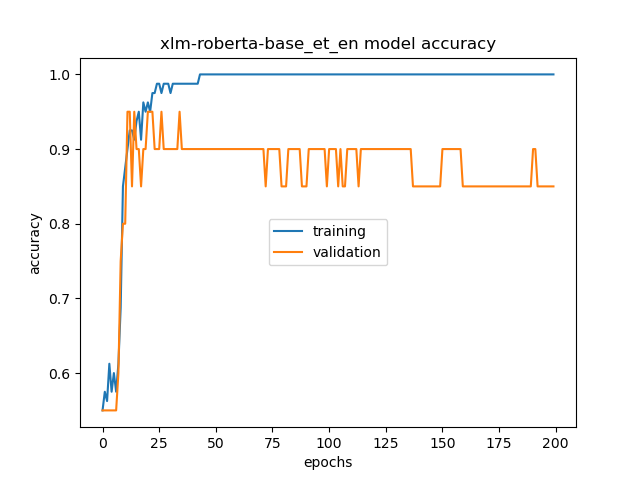 xlm-roberta-base_et_en model accuracy
1.0
0.9
0.8
0.7
0.6
accuracy
training
validation
0 25 50 75 100 125 150 175 200
epochs